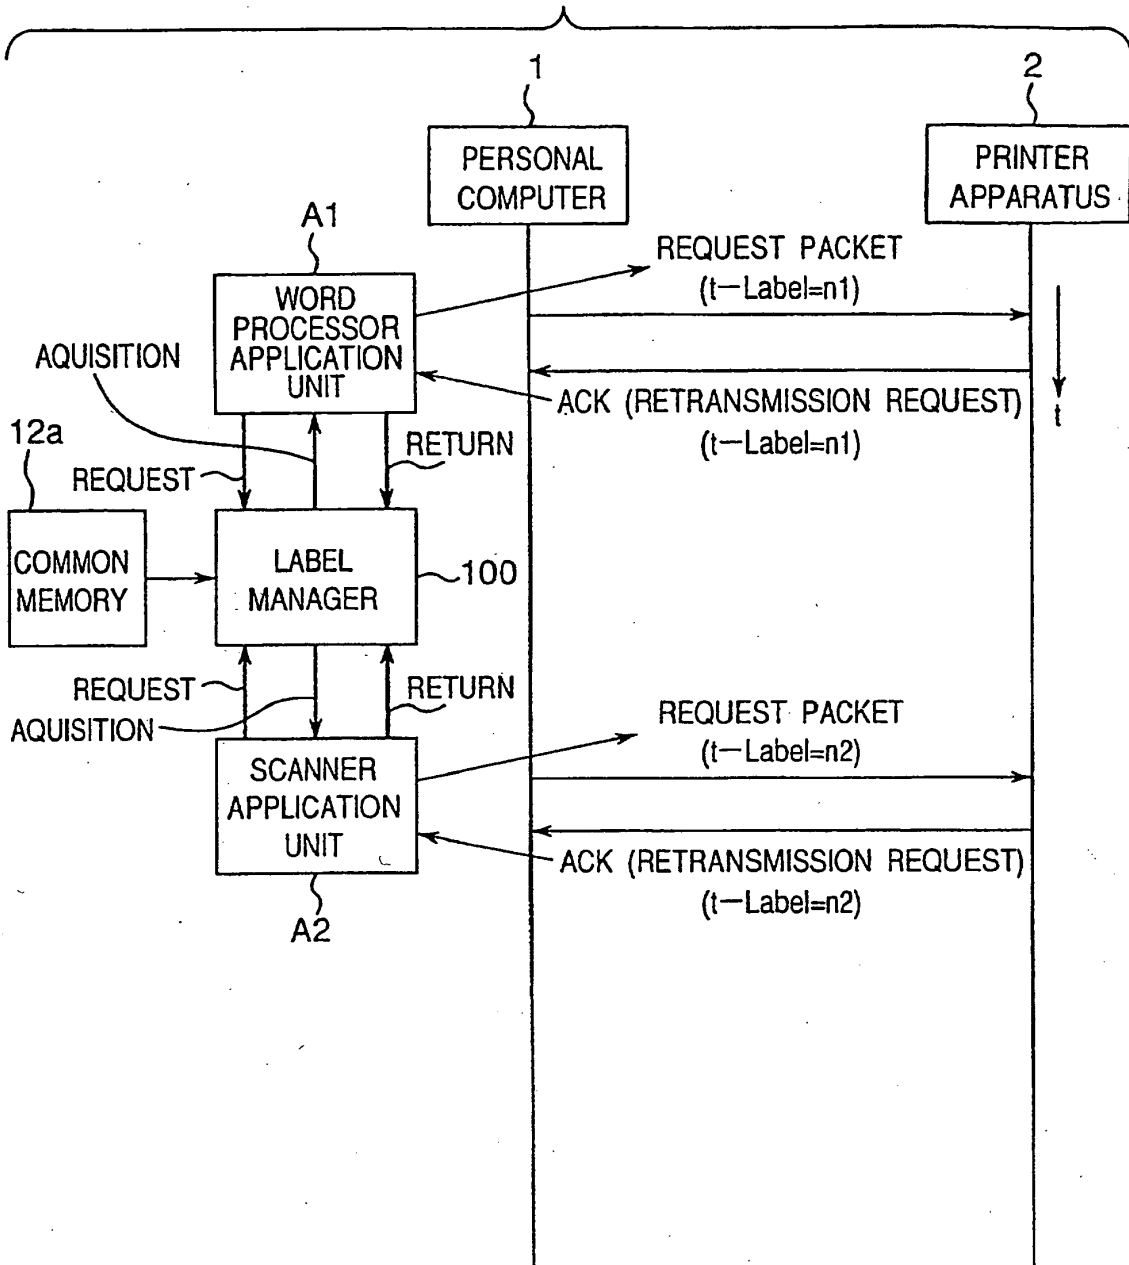 1
2
PERSONAL
COMPUTER
PRINTER
APPARATUS
A1
REQUEST PACKET
(t-Label=n1)
WORD
PROCESSOR
APPLICATION
UNIT
AQUISITION
ACK (RETRANSMISSION REQUEST)
(t-Label=n1)
t
12a
REQUEST
RETURN
COMMON
MEMORY
LABEL
MANAGER
100
REQUEST
RETURN
AQUISITION
REQUEST PACKET
(t-Label=n2)
SCANNER
APPLICATION
UNIT
ACK (RETRANSMISSION REQUEST)
(t-Label=n2)
A2